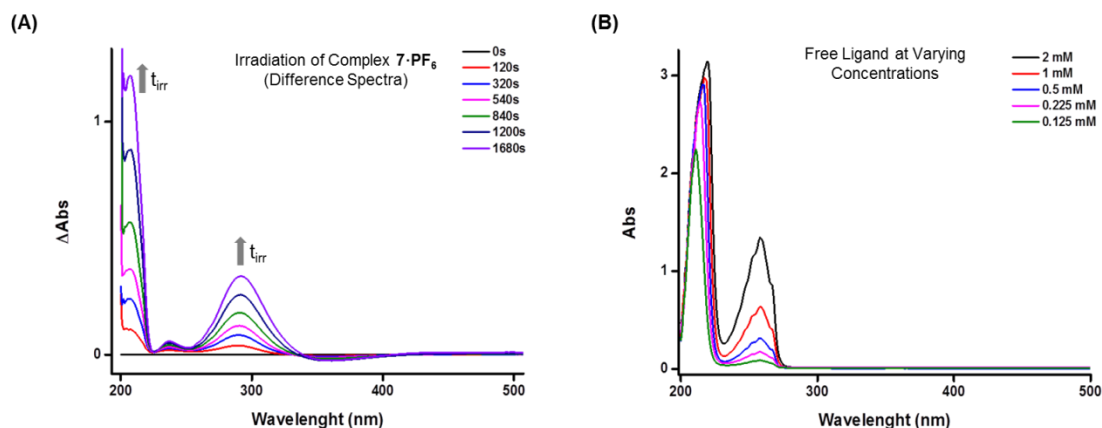 (A)
Irradiation of Complex 7·PF6
(Difference Spectra)
0s
120s
320s
540s
840s
1200s
1680s
tirr
tirr
1
0
ΔAbs
200
300
400
500
Wavelenght (nm)
(B)
Free Ligand at Varying
Concentrations
2 mM
1 mM
0.5 mM
0.225 mM
0.125 mM
3
2
1
0
Abs
200
300
400
500
Wavelenght (nm)